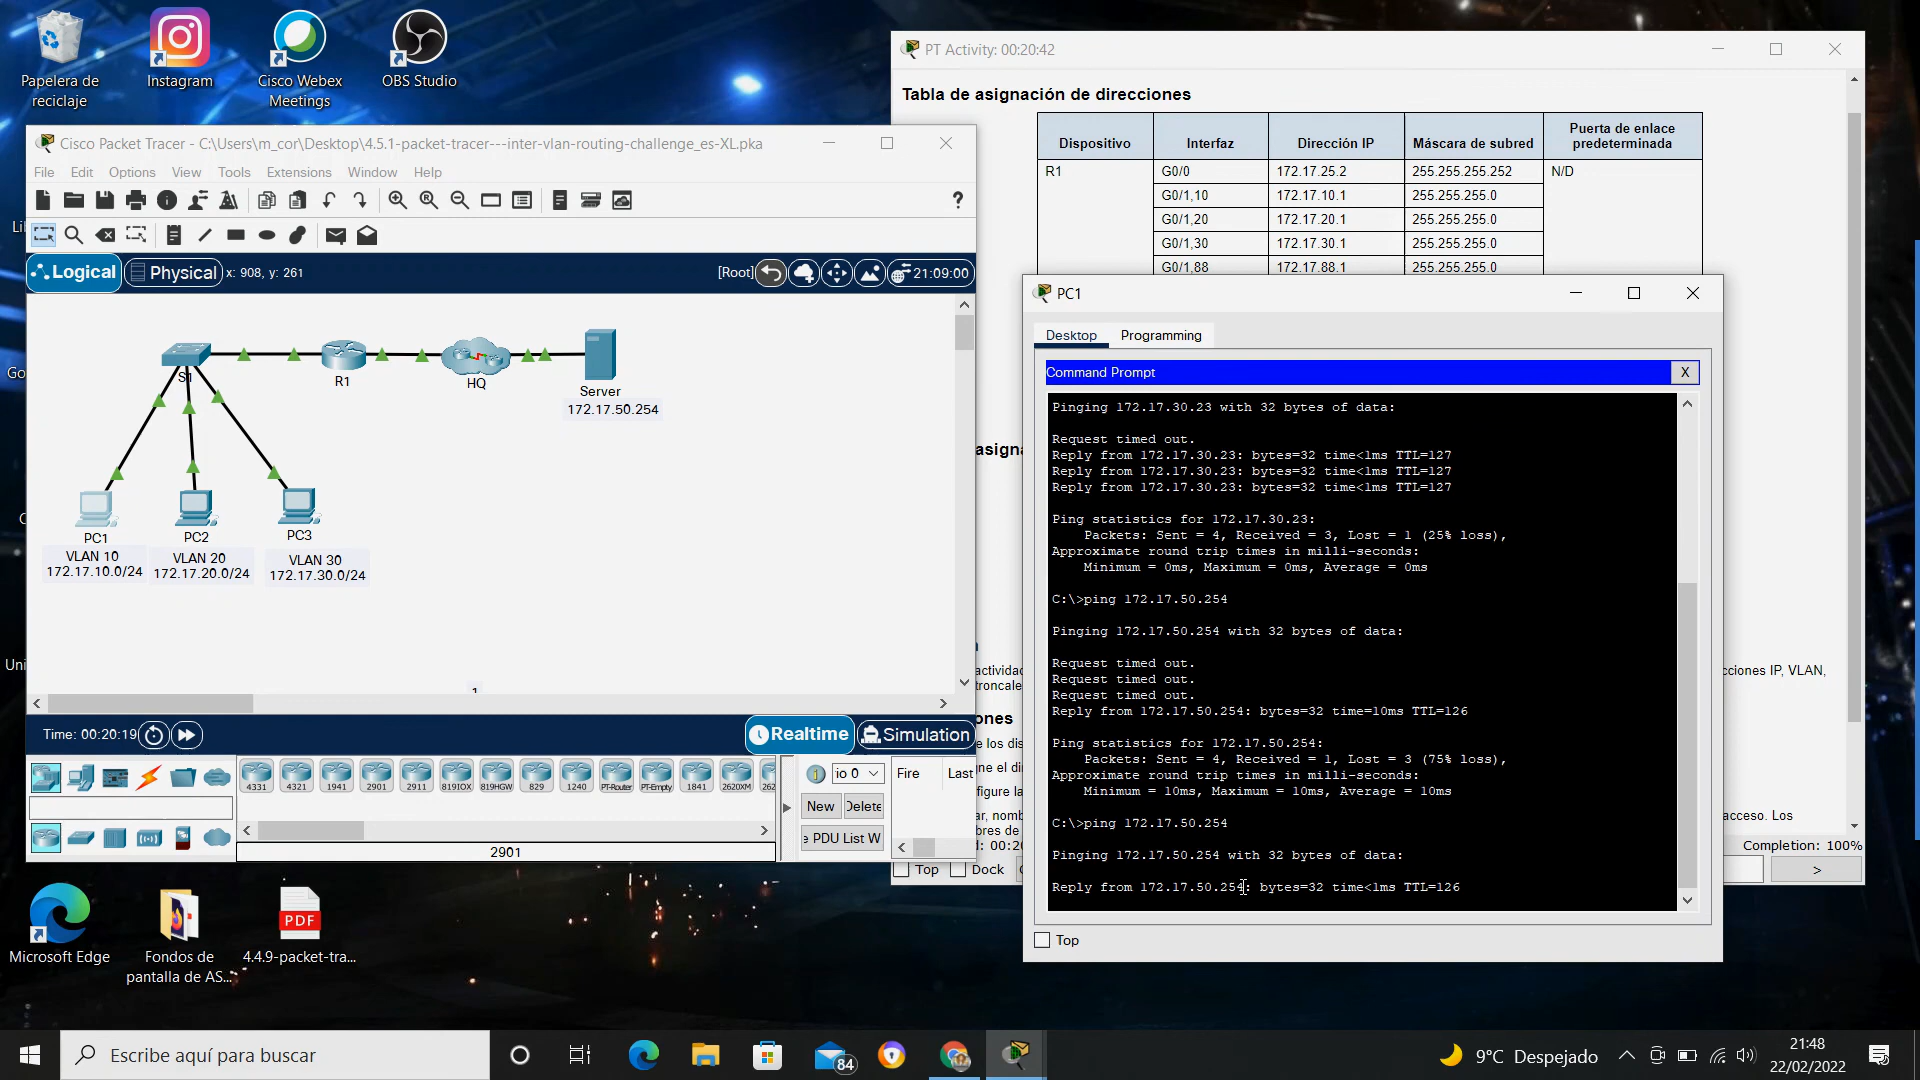 Papelera de
reciclaje
Instagram
Cisco Webex
Meetings
OBS Studio
PT Activity: 00:20:42
Tabla de asignación de direcciones
Dispositivo
Interfaz
Dirección IP
Máscara de subred
Puerta de enlace
predeterminada
R1
G0/0
172.17.25.2
255.255.255.252
N/D
G0/1,10
172.17.10.1
255.255.255.0
G0/1,20
172.17.20.1
255.255.255.0
G0/1,30
172.17.30.1
255.255.255.0
G0/1,88
172.17.88.1
255.255.255.0
Cisco Packet Tracer - C:\Users\m_cor\Desktop\4.5.1-packet-tracer---inter-vlan-routing-challenge_es-XL.pka
File Edit Options View Tools Extensions Window Help
?
Logical
Physical
x: 908, y: 261
[Root]
21:09:00
S1
R1
HQ
Server
172.17.50.254
PC1
VLAN 10
172.17.10.0/24
PC2
VLAN 20
172.17.20.0/24
PC3
VLAN 30
172.17.30.0/24
Time: 00:20:19
Realtime
Simulation
4331
4321
1941
2901
2911
819IOX
819HGW
829
1240
PT-Router
PT-Empty
1841
2620XM
262
2901
io 0
New
Delete
e PDU List W
Fire
Last
Top
Dock
PC1
Desktop
Programming
Command Prompt
X
Pinging 172.17.30.23 with 32 bytes of data:
Request timed out.
Reply from 172.17.30.23: bytes=32 time<1ms TTL=127
Reply from 172.17.30.23: bytes=32 time<1ms TTL=127
Reply from 172.17.30.23: bytes=32 time<1ms TTL=127
Ping statistics for 172.17.30.23:
Packets: Sent = 4, Received = 3, Lost = 1 (25% loss),
Approximate round trip times in milli-seconds:
Minimum = 0ms, Maximum = 0ms, Average = 0ms
C:\>ping 172.17.50.254
Pinging 172.17.50.254 with 32 bytes of data:
Request timed out.
Request timed out.
Request timed out.
Reply from 172.17.50.254: bytes=32 time=10ms TTL=126
Ping statistics for 172.17.50.254:
Packets: Sent = 4, Received = 1, Lost = 3 (75% loss),
Approximate round trip times in milli-seconds:
Minimum = 10ms, Maximum = 10ms, Average = 10ms
C:\>ping 172.17.50.254
Pinging 172.17.50.254 with 32 bytes of data:
Reply from 172.17.50.254: bytes=32 time<1ms TTL=126
Top
ciones IP, VLAN,
acceso. Los
Completion: 100%
>
Microsoft Edge
Fondos de
pantalla de AS...
PDF
4.4.9-packet-tra...
Escribe aquí para buscar
84
9°C Despejado
21:48
22/02/2022